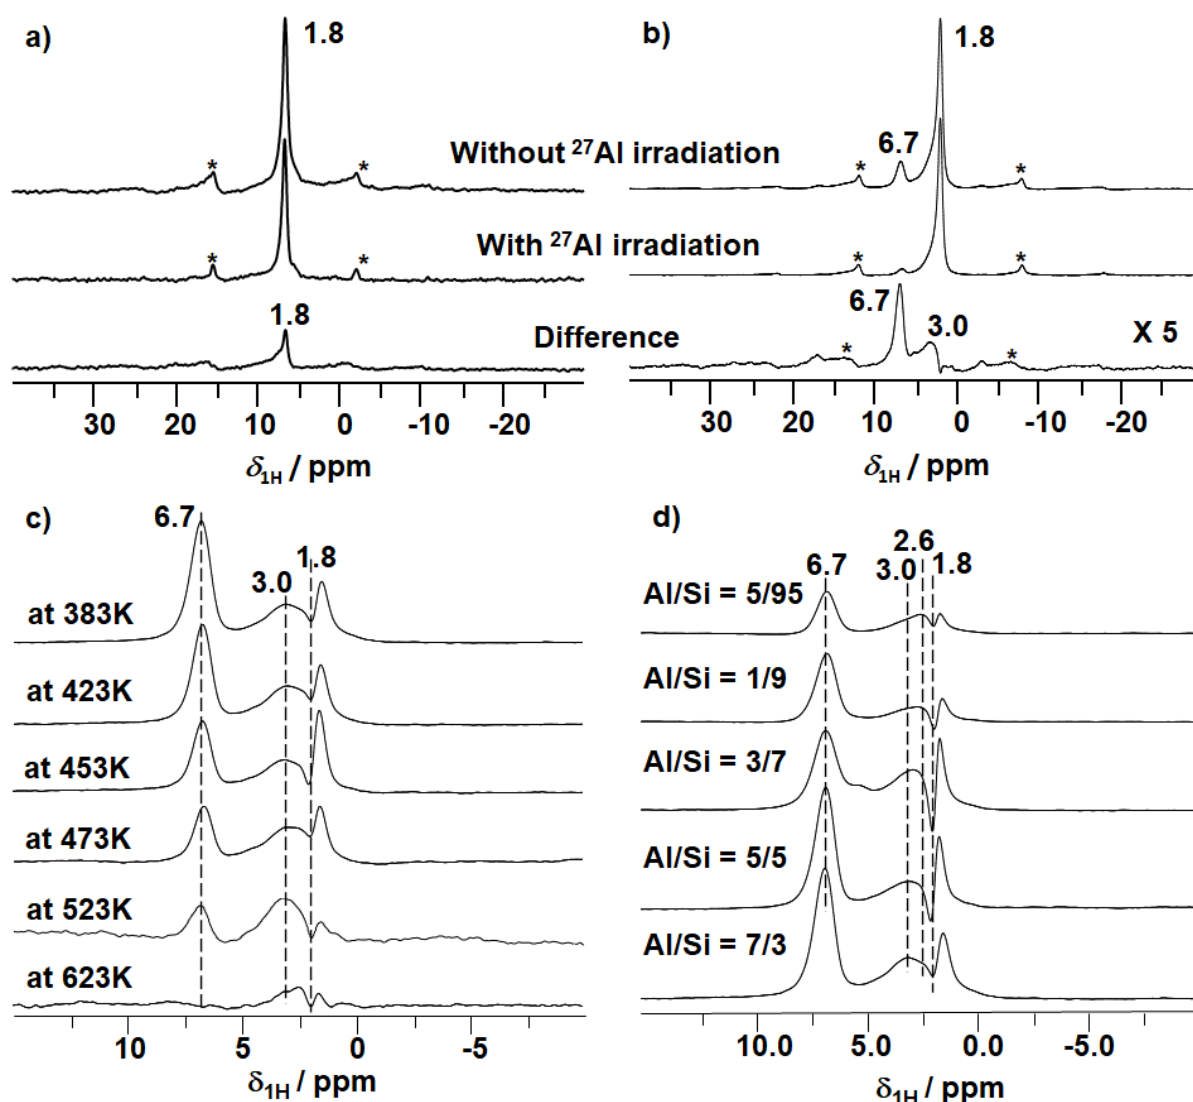 a)
1.8
*
*
Without ²⁷Al irradiation
b)
1.8
6.7
*
*
With ²⁷Al irradiation
*
*
*
*
1.8
Difference
6.7
3.0
*
*
X 5
30 20 10 0 -10 -20
δ1H / ppm
30 20 10 0 -10 -20
δ1H / ppm
c)
6.7
3.0
1.8
at 383K
at 423K
at 453K
at 473K
at 523K
at 623K
10 5 0 -5
δ1H / ppm
d)
6.7
3.0
2.6
1.8
Al/Si = 5/95
Al/Si = 1/9
Al/Si = 3/7
Al/Si = 5/5
Al/Si = 7/3
10.0 5.0 0.0 -5.0
δ1H / ppm